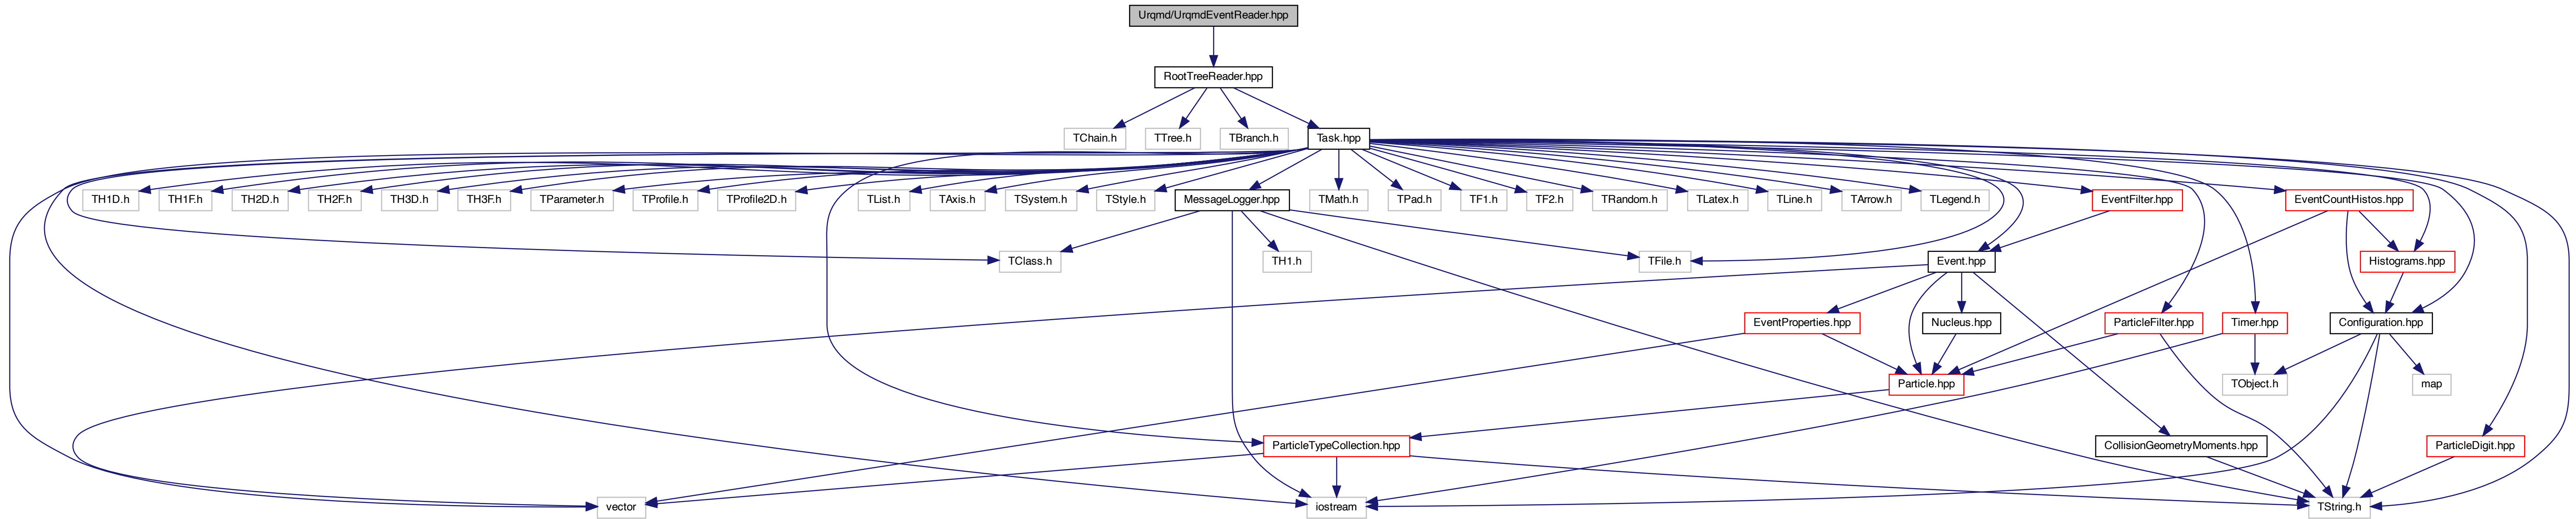 Urqmd/UrqmdEventReader.hpp
RootTreeReader.hpp
TChain.h
TTree.h
TBranch.h
Task.hpp
TH1D.h
TH1F.h
TH2D.h
TH2F.h
TH3D.h
TH3F.h
TParameter.h
TProfile.h
TProfile2D.h
TList.h
TAxis.h
TSystem.h
TStyle.h
MessageLogger.hpp
TMath.h
TPad.h
TF1.h
TF2.h
TRandom.h
TLatex.h
TLine.h
TArrow.h
TLegend.h
EventFilter.hpp
EventCountHistos.hpp
TClass.h
TH1.h
TFile.h
Event.hpp
Histograms.hpp
EventProperties.hpp
Nucleus.hpp
ParticleFilter.hpp
Timer.hpp
Configuration.hpp
Particle.hpp
TObject.h
map
ParticleTypeCollection.hpp
CollisionGeometryMoments.hpp
ParticleDigit.hpp
vector
iostream
TString.h